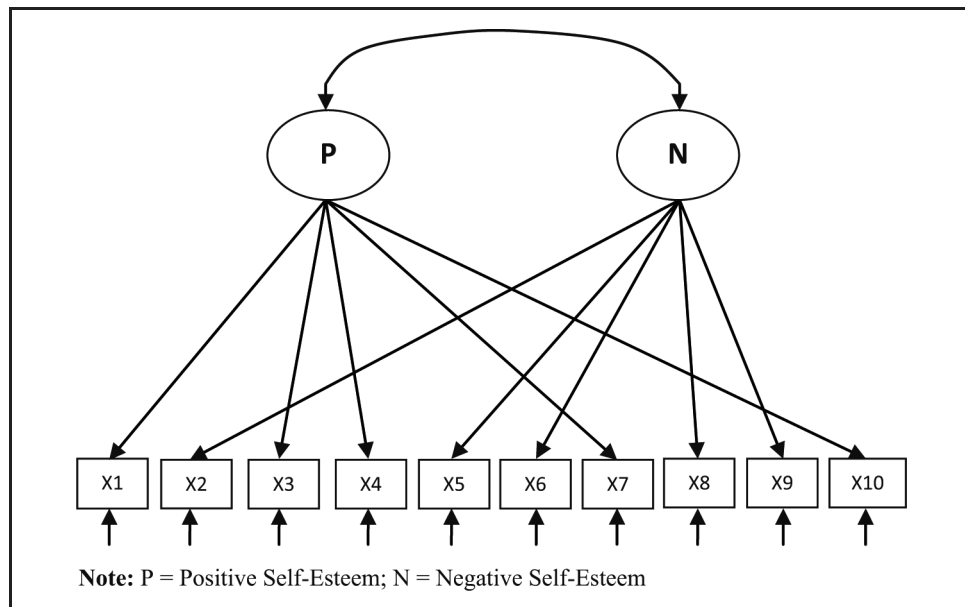 P
N
X1
X2
X3
X4
X5
X6
X7
X8
X9
X10
Note: P = Positive Self-Esteem; N = Negative Self-Esteem